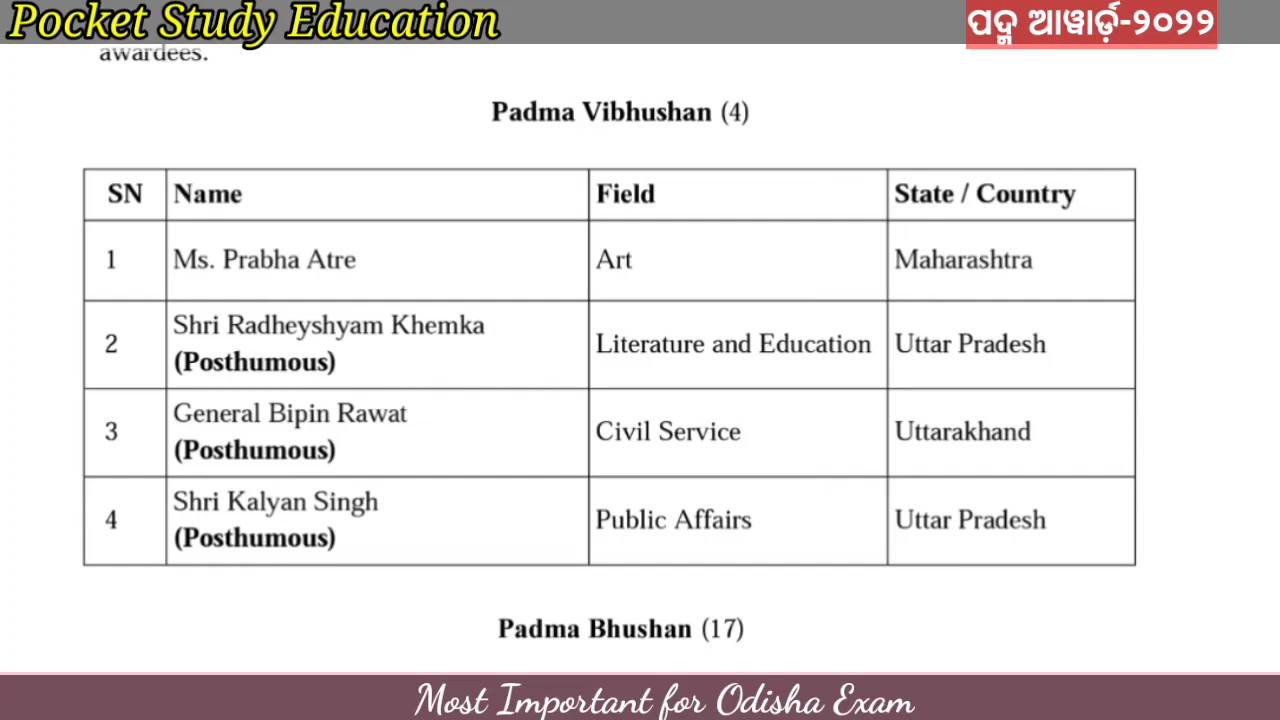 Pocket Study Education
ପଦ୍ମ ଆୱାର୍ଡ଼-୨୦୨୨
awardees.
Padma Vibhushan (4)
SN Name Field State / Country
1 Ms. Prabha Atre Art Maharashtra
2 Shri Radheyshyam Khemka (Posthumous) Literature and Education Uttar Pradesh
3 General Bipin Rawat (Posthumous) Civil Service Uttarakhand
4 Shri Kalyan Singh (Posthumous) Public Affairs Uttar Pradesh
Padma Bhushan (17)
Most Important for Odisha Exam